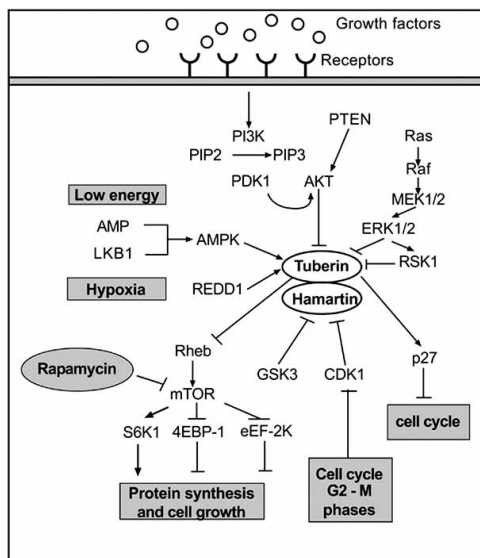 Growth factors
Receptors
PTEN
PI3K
Ras
PIP2
PIP3
Raf
PDK1
AKT
MEK1/2
Low energy
AMP
ERK1/2
AMPK
LKB1
Tuberin
RSK1
Hypoxia
REDD1
Hamartin
Rheb
p27
Rapamycin
GSK3
CDK1
mTOR
S6K1
4EBP-1
eEF-2K
cell cycle
Protein synthesis
and cell growth
Cell cycle
G2 - M
phases